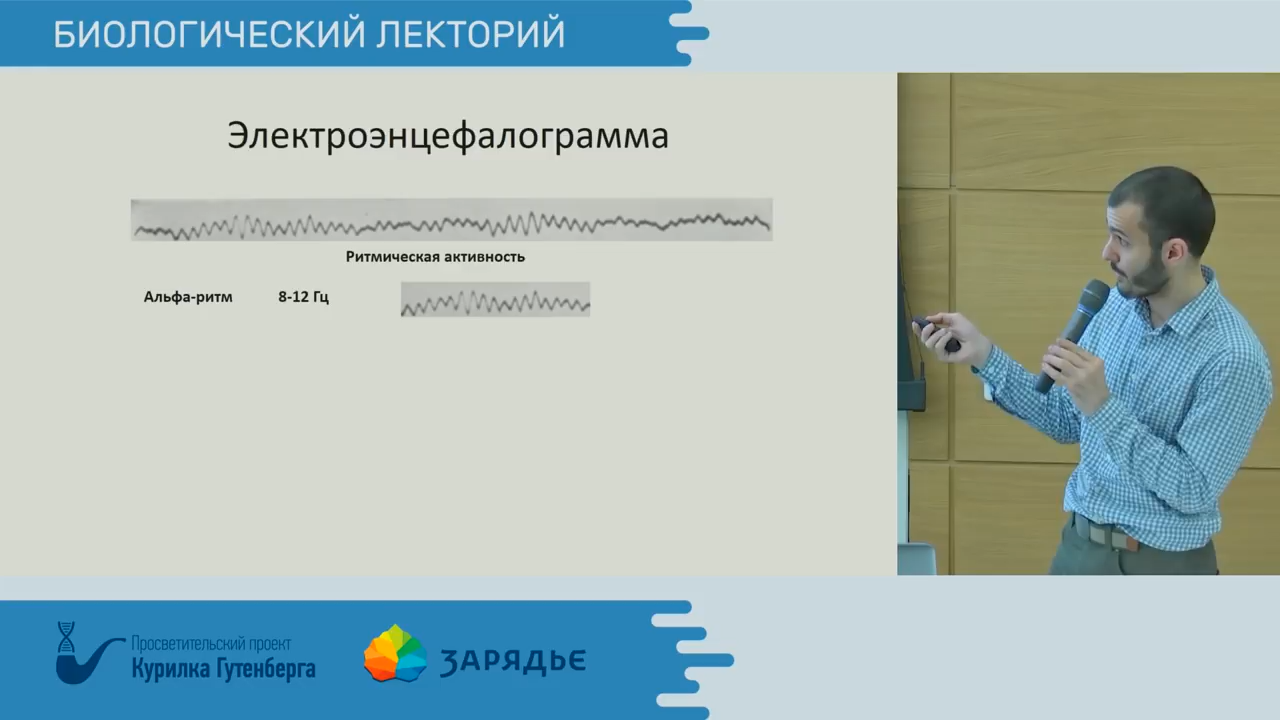 БИОЛОГИЧЕСКИЙ ЛЕКТОРИЙ
Электроэнцефалограмма
Ритмическая активность
Альфа-ритм 8-12 Гц
Просветительский проект
Курилка Гутенберга
ЗАРЯДЬЕ